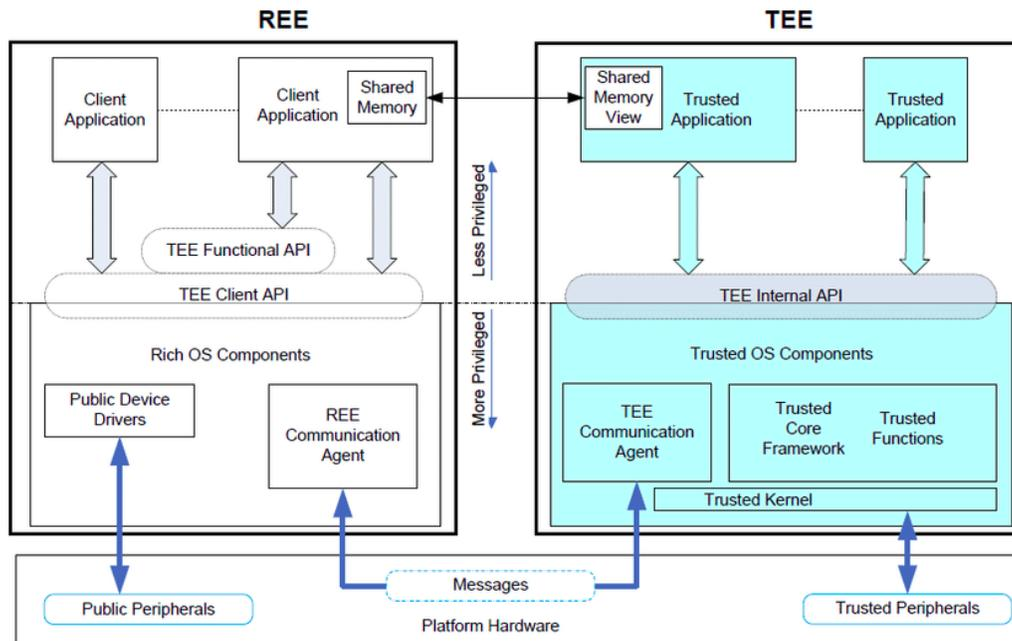 REE
TEE
Client
Application
Client
Application
Shared
Memory
Shared
Memory
View
Trusted
Application
Trusted
Application
Less Privileged
TEE Functional API
TEE Client API
TEE Internal API
More Privileged
Rich OS Components
Trusted OS Components
Public Device
Drivers
REE
Communication
Agent
TEE
Communication
Agent
Trusted
Core
Framework
Trusted
Functions
Trusted Kernel
Messages
Public Peripherals
Trusted Peripherals
Platform Hardware